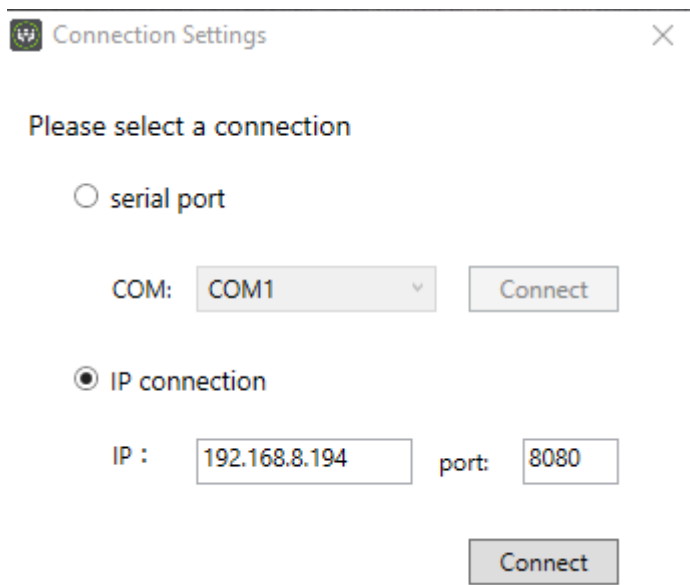 Connection Settings
Please select a connection
serial port
COM: COM1 Connect
IP connection
IP : 192.168.8.194 port: 8080
Connect